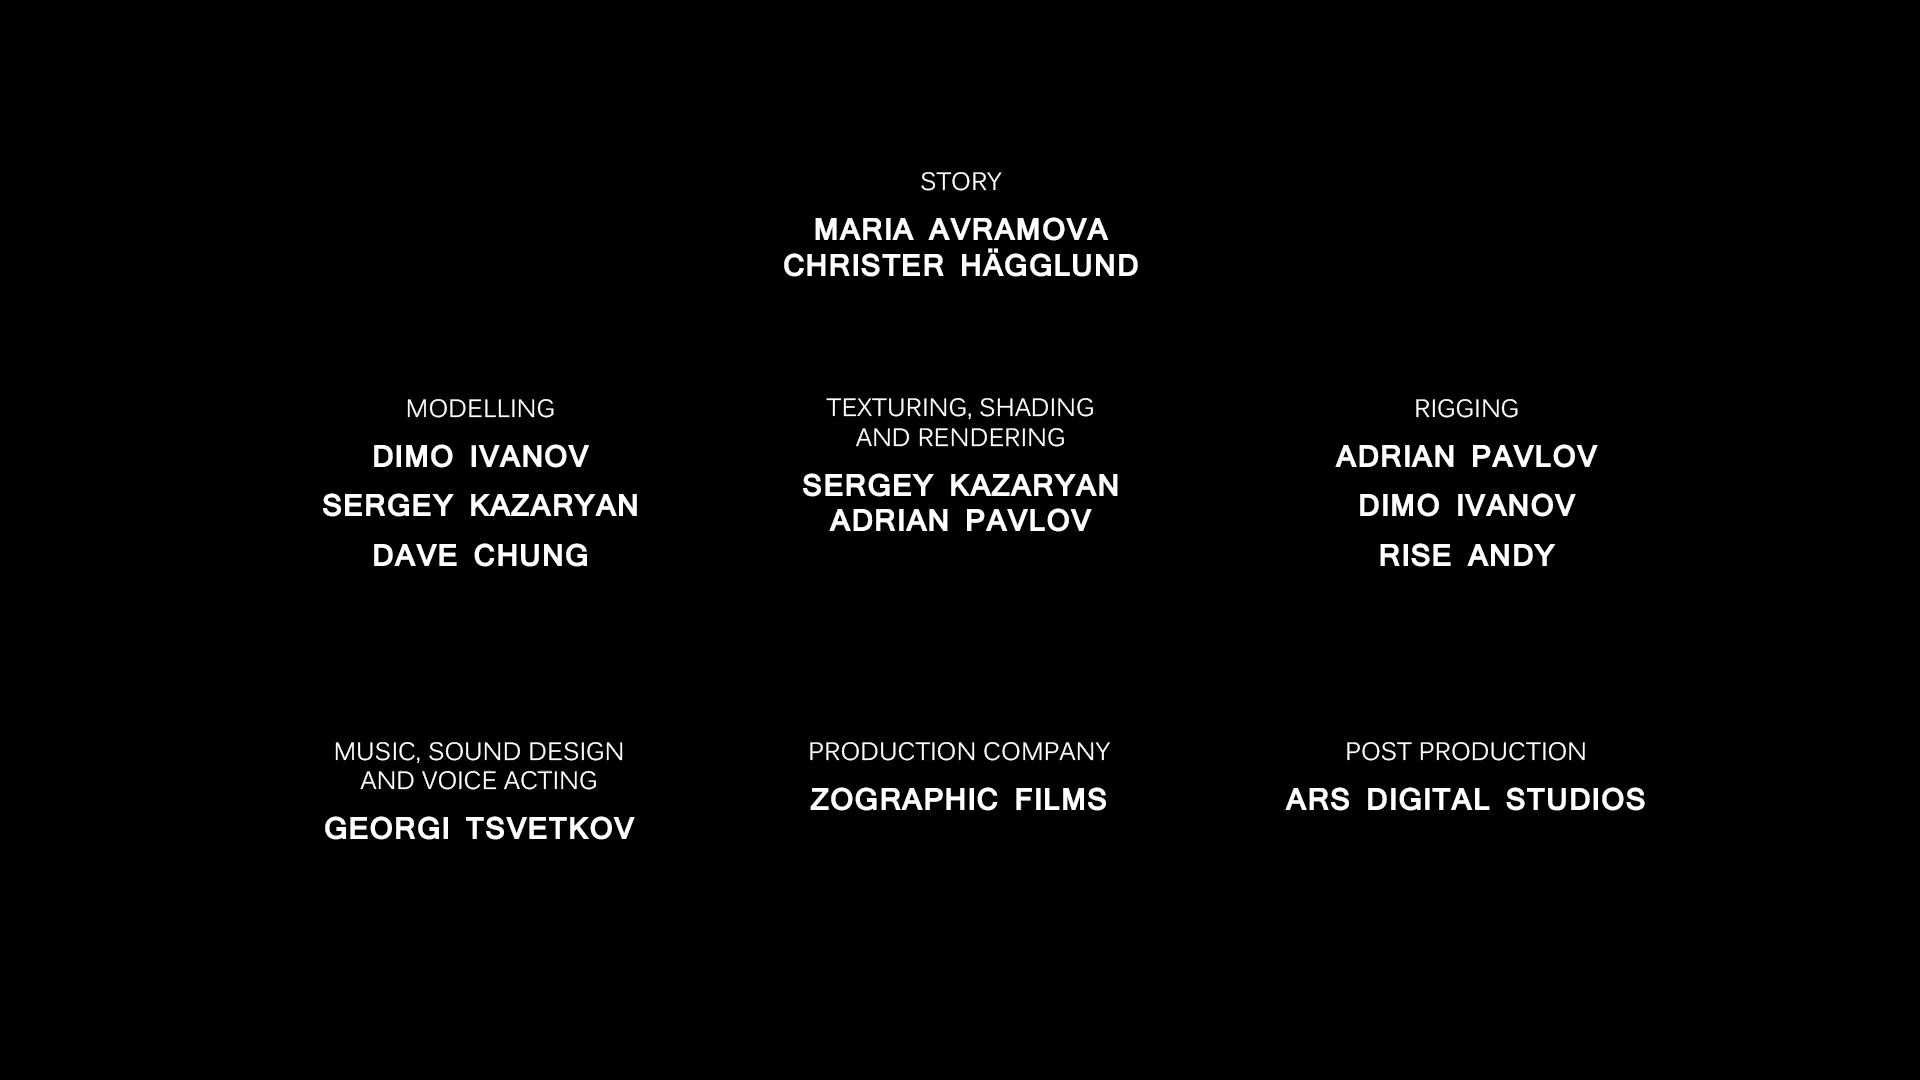 STORY
MARIA AVRAMOVA
CHRISTER HÄGGLUND
MODELLING
DIMO IVANOV
SERGEY KAZARYAN
DAVE CHUNG
TEXTURING, SHADING
AND RENDERING
SERGEY KAZARYAN
ADRIAN PAVLOV
RIGGING
ADRIAN PAVLOV
DIMO IVANOV
RISE ANDY
MUSIC, SOUND DESIGN
AND VOICE ACTING
GEORGI TSVETKOV
PRODUCTION COMPANY
ZOGRAPHIC FILMS
POST PRODUCTION
ARS DIGITAL STUDIOS